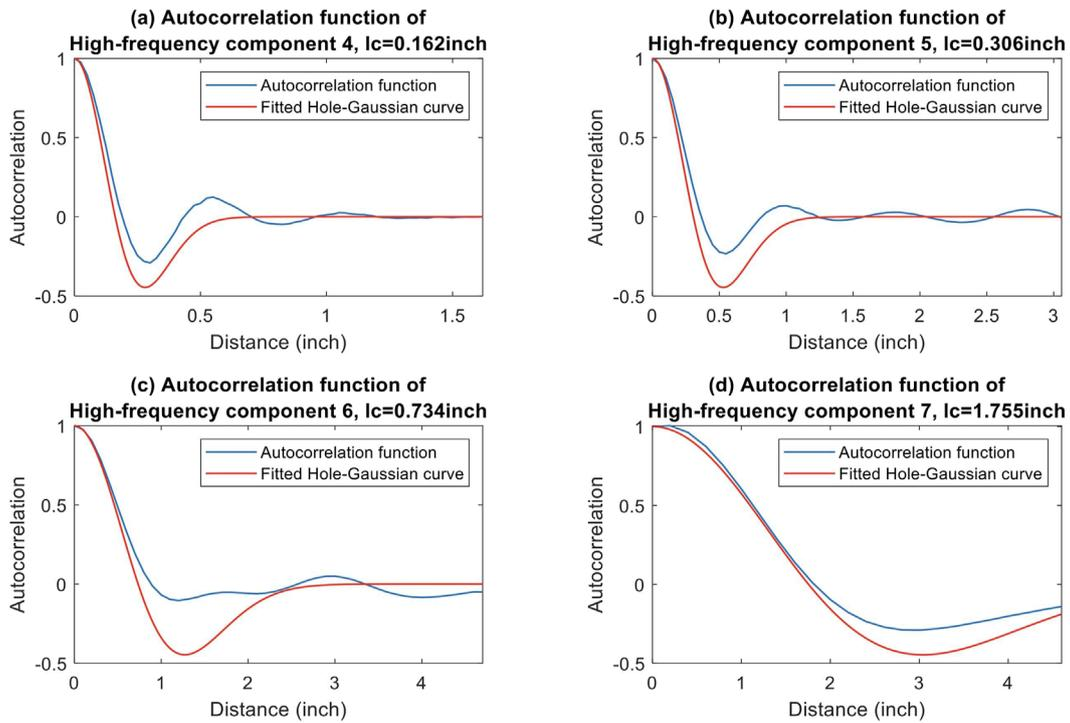 (a) Autocorrelation function of
High-frequency component 4, lc=0.162inch
1
0.5
0
-0.5
Autocorrelation
Autocorrelation function
Fitted Hole-Gaussian curve
0 0.5 1 1.5
Distance (inch)
(b) Autocorrelation function of
High-frequency component 5, lc=0.306inch
1
0.5
0
-0.5
Autocorrelation
Autocorrelation function
Fitted Hole-Gaussian curve
0 0.5 1 1.5 2 2.5 3
Distance (inch)
(c) Autocorrelation function of
High-frequency component 6, lc=0.734inch
1
0.5
0
-0.5
Autocorrelation
Autocorrelation function
Fitted Hole-Gaussian curve
0 1 2 3 4
Distance (inch)
(d) Autocorrelation function of
High-frequency component 7, lc=1.755inch
1
0.5
0
-0.5
Autocorrelation
Autocorrelation function
Fitted Hole-Gaussian curve
0 1 2 3 4
Distance (inch)